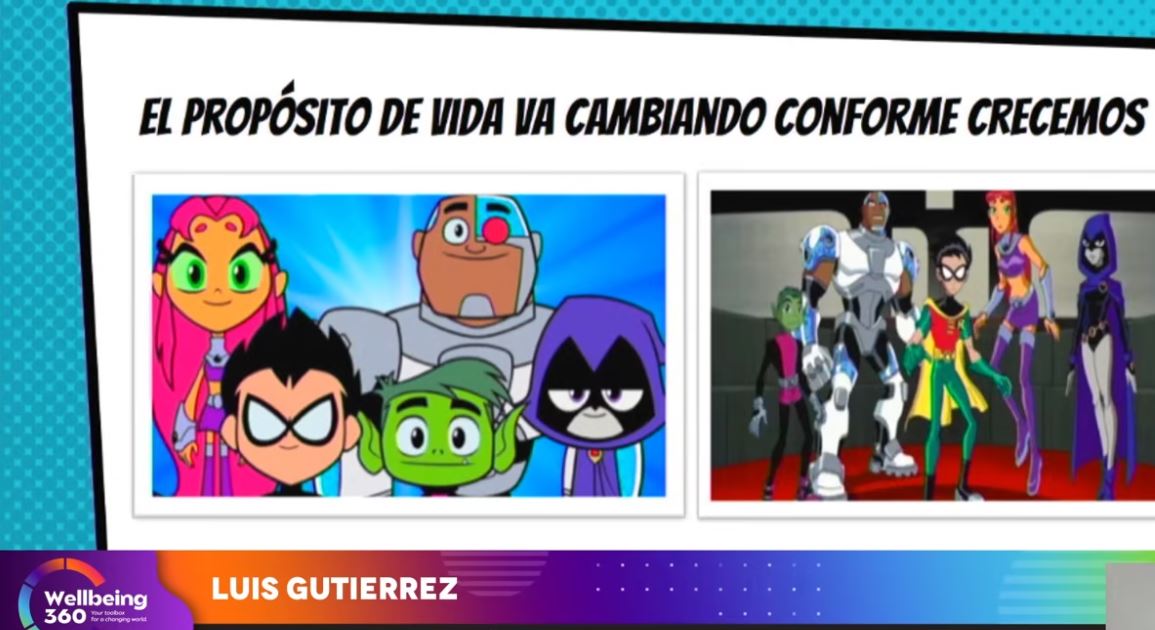 EL PROPÓSITO DE VIDA VA CAMBIANDO CONFORME CRECEMOS
LUIS GUTIERREZ
Wellbeing
360 Your toolbox
for a changing world